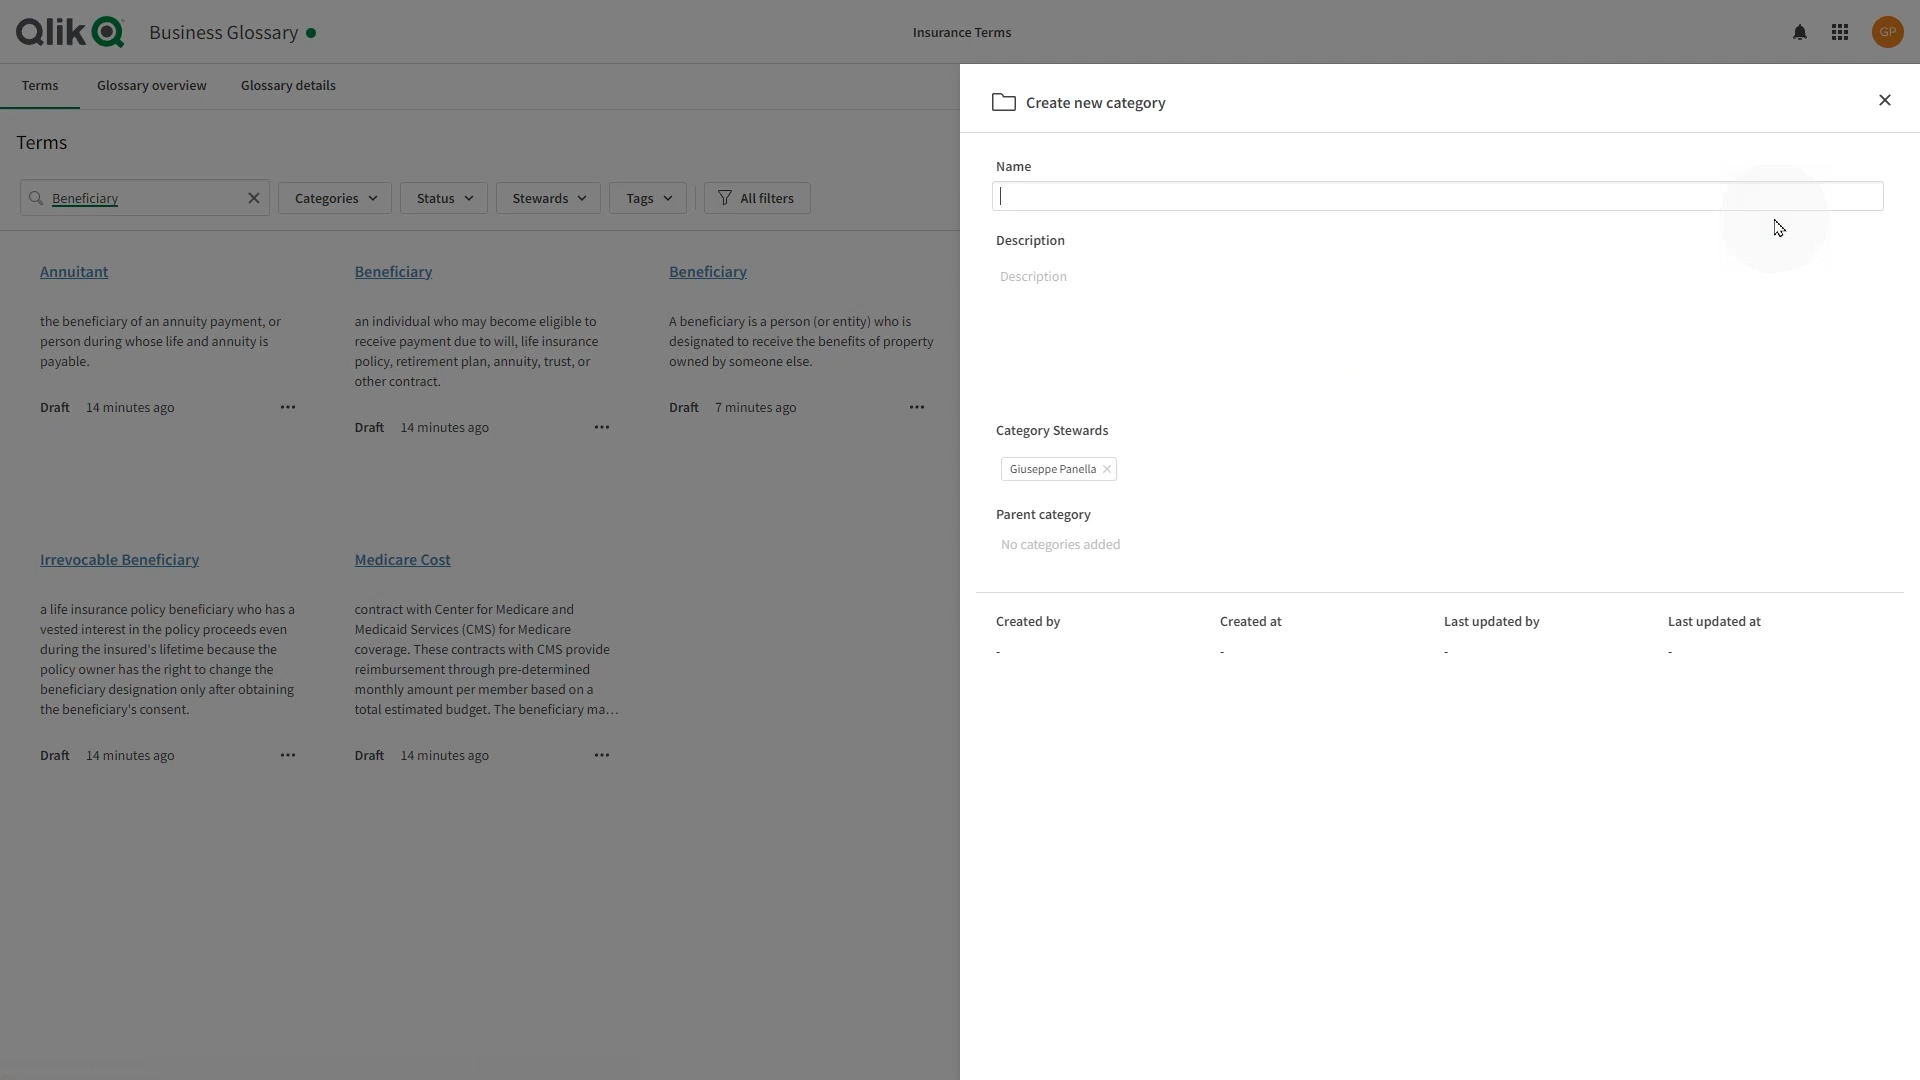 Qlik
Business Glossary
Insurance Terms
GP
Terms
Glossary overview
Glossary details
Terms
Beneficiary
Categories
Status
Stewards
Tags
All filters
Annuitant
the beneficiary of an annuity payment, or
person during whose life and annuity is
payable.
Draft 14 minutes ago
Beneficiary
an individual who may become eligible to
receive payment due to will, life insurance
policy, retirement plan, annuity, trust, or
other contract.
Draft 14 minutes ago
Beneficiary
A beneficiary is a person (or entity) who is
designated to receive the benefits of property
owned by someone else.
Draft 7 minutes ago
Irrevocable Beneficiary
a life insurance policy beneficiary who has a
vested interest in the policy proceeds even
during the insured's lifetime because the
policy owner has the right to change the
beneficiary designation only after obtaining
the beneficiary's consent.
Draft 14 minutes ago
Medicare Cost
contract with Center for Medicare and
Medicaid Services (CMS) for Medicare
coverage. These contracts with CMS provide
reimbursement through pre-determined
monthly amount per member based on a
total estimated budget. The beneficiary ma...
Draft 14 minutes ago
Create new category
Name
Description
Description
Category Stewards
Giuseppe Panella
Parent category
No categories added
Created by
-
Created at
-
Last updated by
-
Last updated at
-